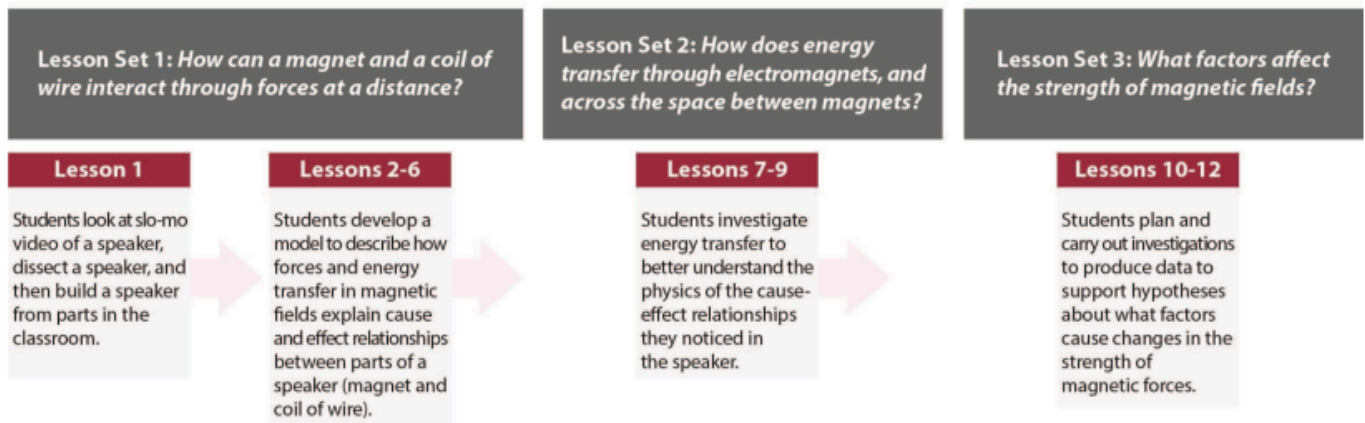 Lesson Set 1: How can a magnet and a coil of
wire interact through forces at a distance?
Lesson Set 2: How does energy
transfer through electromagnets, and
across the space between magnets?
Lesson Set 3: What factors affect
the strength of magnetic fields?
Lesson 1
Students look at slo-mo
video of a speaker,
dissect a speaker, and
then build a speaker
from parts in the
classroom.
Lessons 2-6
Students develop a
model to describe how
forces and energy
transfer in magnetic
fields explain cause
and effect relationships
between parts of a
speaker (magnet and
coil of wire).
Lessons 7-9
Students investigate
energy transfer to
better understand the
physics of the cause-
effect relationships
they noticed in
the speaker.
Lessons 10-12
Students plan and
carry out investigations
to produce data to
support hypotheses
about what factors
cause changes in the
strength of
magnetic forces.